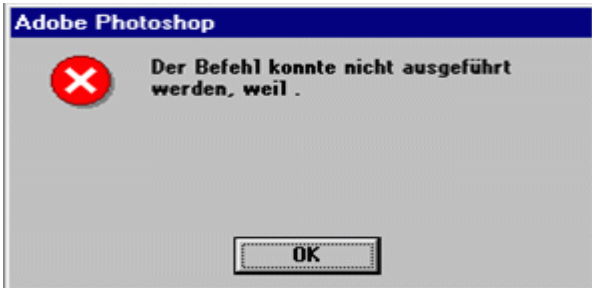 Adobe Photoshop
Der Befehl konnte nicht ausgeführt
werden, weil .
OK